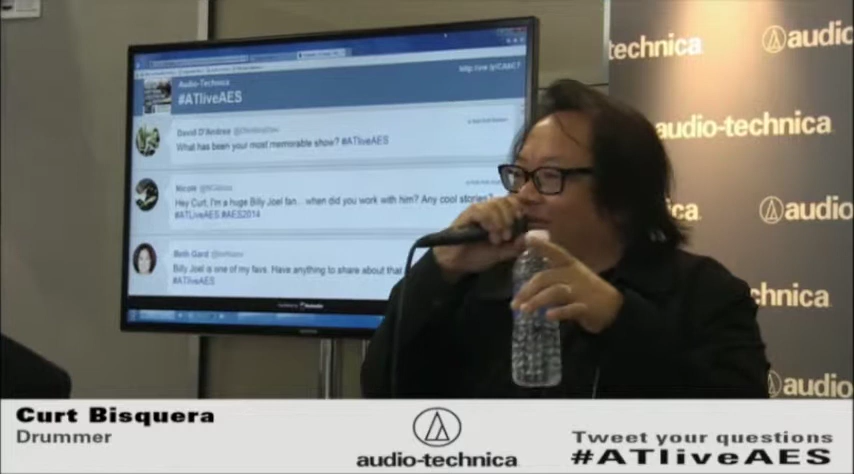 Audio-Technica
#ATliveAES
David D'Andrea
What has been your most memorable show? #ATliveAES
Nicole
Hey Curt, I'm a huge Billy Joel fan... when did you work with him? Any cool stories?
#ATLiveAES #AES2014
Beth Gard
Billy Joel is one of my favs. Have anything to share about that
#ATliveAES
technica
audio
audio-technica.
ca.
audio
chnica.
audio
Curt Bisquera
Drummer
audio-technica
Tweet your questions
#ATliveAES